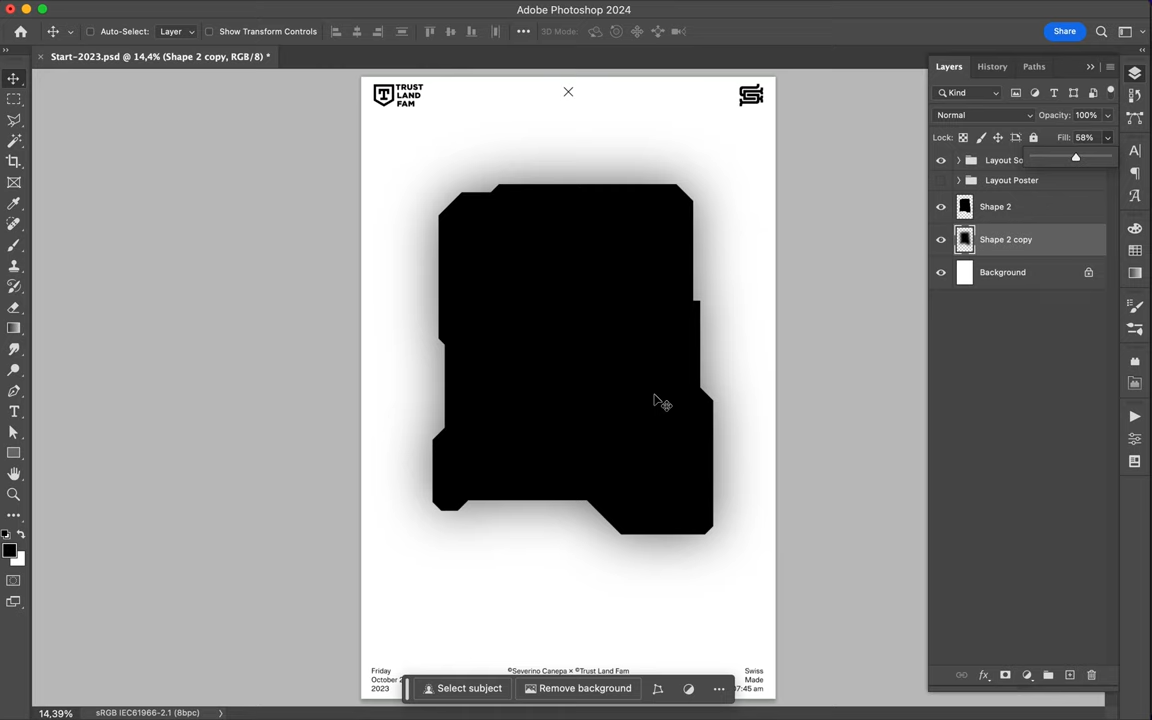 Adobe Photoshop 2024
Auto-Select: Layer Show Transform Controls 3D Mode: Share
Start-2023.psd @ 14,4% (Shape 2 copy, RGB/8) *
Layers History Paths
Kind
Normal Opacity: 100%
Lock: Fill: 58%
Layout Sc
Layout Poster
Shape 2
Shape 2 copy
Background
TRUST
LAND
FAM
Friday ©Severino Canepa × ©Trust Land Fam Swiss
October 2 Made
2023 07:45 am
Select subject Remove background
14,39% sRGB IEC61966-2.1 (8bpc)